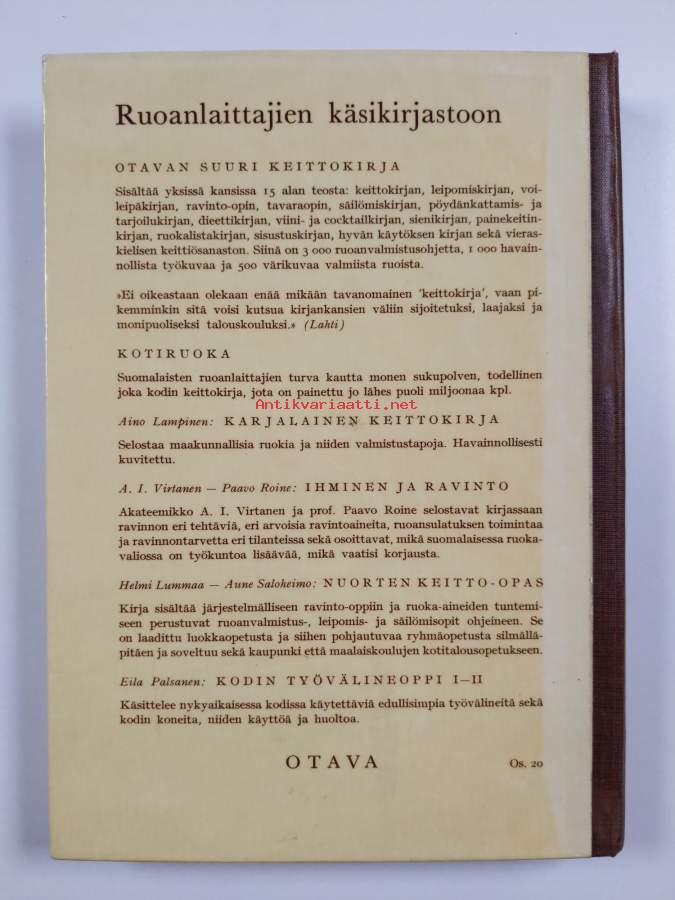 Ruoanlaittajien käsikirjastoon
OTAVAN SUURI KEITTOKIRJA
Sisältää yksissä kansissa 15 alan teosta: keittokirjan, leipomiskirjan, voi-
leipäkirjan, ravinto-opin, tavaraopin, säilömiskirjan, pöydänkattamis- ja
tarjoilukirjan, dieettikirjan, viini- ja cocktailkirjan, sienikirjan, painekeitin-
kirjan, ruokalistakirjan, sisustuskirjan, hyvän käytöksen kirjan sekä vieras-
kielisen keittiösanaston. Siinä on 3 000 ruoanvalmistusohjetta, 1 000 havain-
nollista työkuvaa ja 500 värikuvaa valmiista ruoista.
»Ei oikeastaan olekaan enää mikään tavanomainen 'keittokirja', vaan pi-
kemminkin sitä voisi kutsua kirjankansien väliin sijoitetuksi, laajaksi ja
monipuoliseksi talouskouluksi.» (Lahti)
KOTIRUOKA
Suomalaisten ruoanlaittajien turva kautta monen sukupolven, todellinen
joka kodin keittokirja, jota on painettu jo lähes puoli miljoonaa kpl.
Antikvariaatti.net
Aino Lampinen: KARJALAINEN KEITTOKIRJA
Selostaa maakunnallisia ruokia ja niiden valmistustapoja. Havainnollisesti
kuvitettu.
A. I. Virtanen — Paavo Roine: IHMINEN JA RAVINTO
Akateemikko A. I. Virtanen ja prof. Paavo Roine selostavat kirjassaan
ravinnon eri tehtäviä, eri arvoisia ravintoaineita, ruoansulatuksen toimintaa
ja ravinnontarvetta eri tilanteissa sekä osoittavat, mikä suomalaisessa ruoka-
valiossa on työkuntoa lisäävää, mikä vaatisi korjausta.
Helmi Lummaa — Aune Saloheimo: NUORTEN KEITTO-OPAS
Kirja sisältää järjestelmälliseen ravinto-oppiin ja ruoka-aineiden tuntemi-
seen perustuvat ruoanvalmistus-, leipomis- ja säilömisopit ohjeineen. Se
on laadittu luokkaopetusta ja siihen pohjautuvaa ryhmäopetusta silmällä-
pitäen ja soveltuu sekä kaupunki että maalaiskoulujen kotitalousopetukseen.
Eila Palsanen: KODIN TYÖVÄLINEOPPI I–II
Käsittelee nykyaikaisessa kodissa käytettäviä edullisimpia työvälineitä sekä
kodin koneita, niiden käyttöä ja huoltoa.
OTAVA
Os. 20